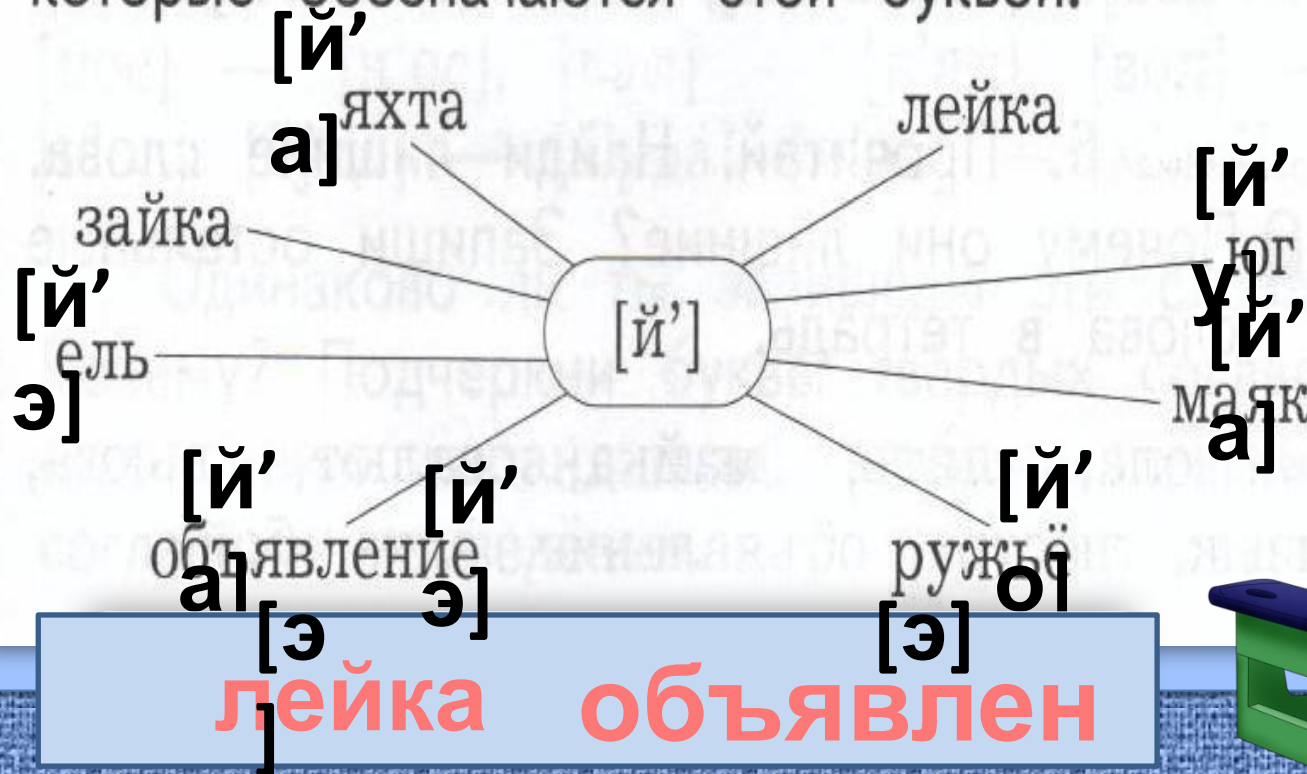 которые обозначаются этой буквой.
[й’
а]
яхта
лейка
зайка
[й’
у]
юг
[й’
э]
ель
[й’]
[й’
а]
маяк
[й’
а]
[й’
э]
объявление
[й’
о]
ружьё
[э
]
[э]
лейка объявлен